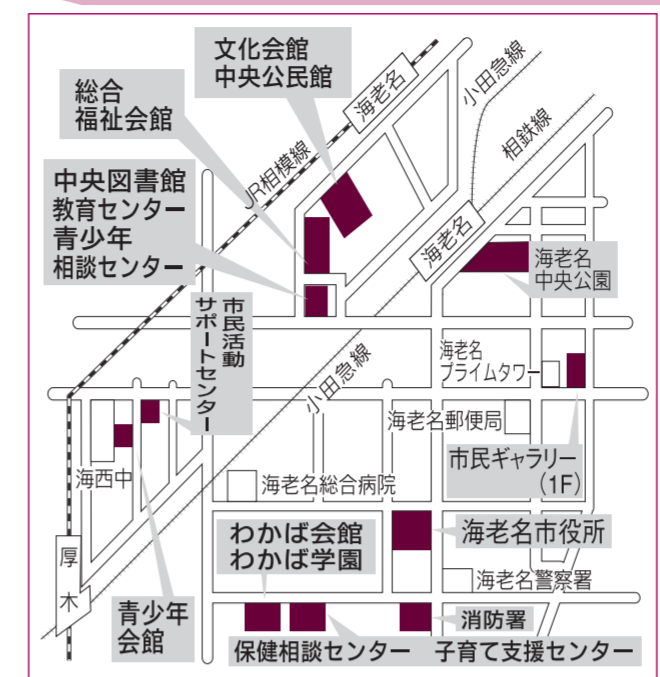 文化会館
中央公民館
総合
福祉会館
海老名
小田急線
相鉄線
JR相模線
中央図書館
教育センター
青少年
相談センター
海老名
海老名
中央公園
市民活動
サポートセンター
小田急線
海老名
プライムタワー
海老名郵便局
市民ギャラリー
(1F)
海西中
海老名総合病院
わかば会館
わかば学園
海老名市役所
厚木
海老名警察署
青少年
会館
消防署
保健相談センター
子育て支援センター